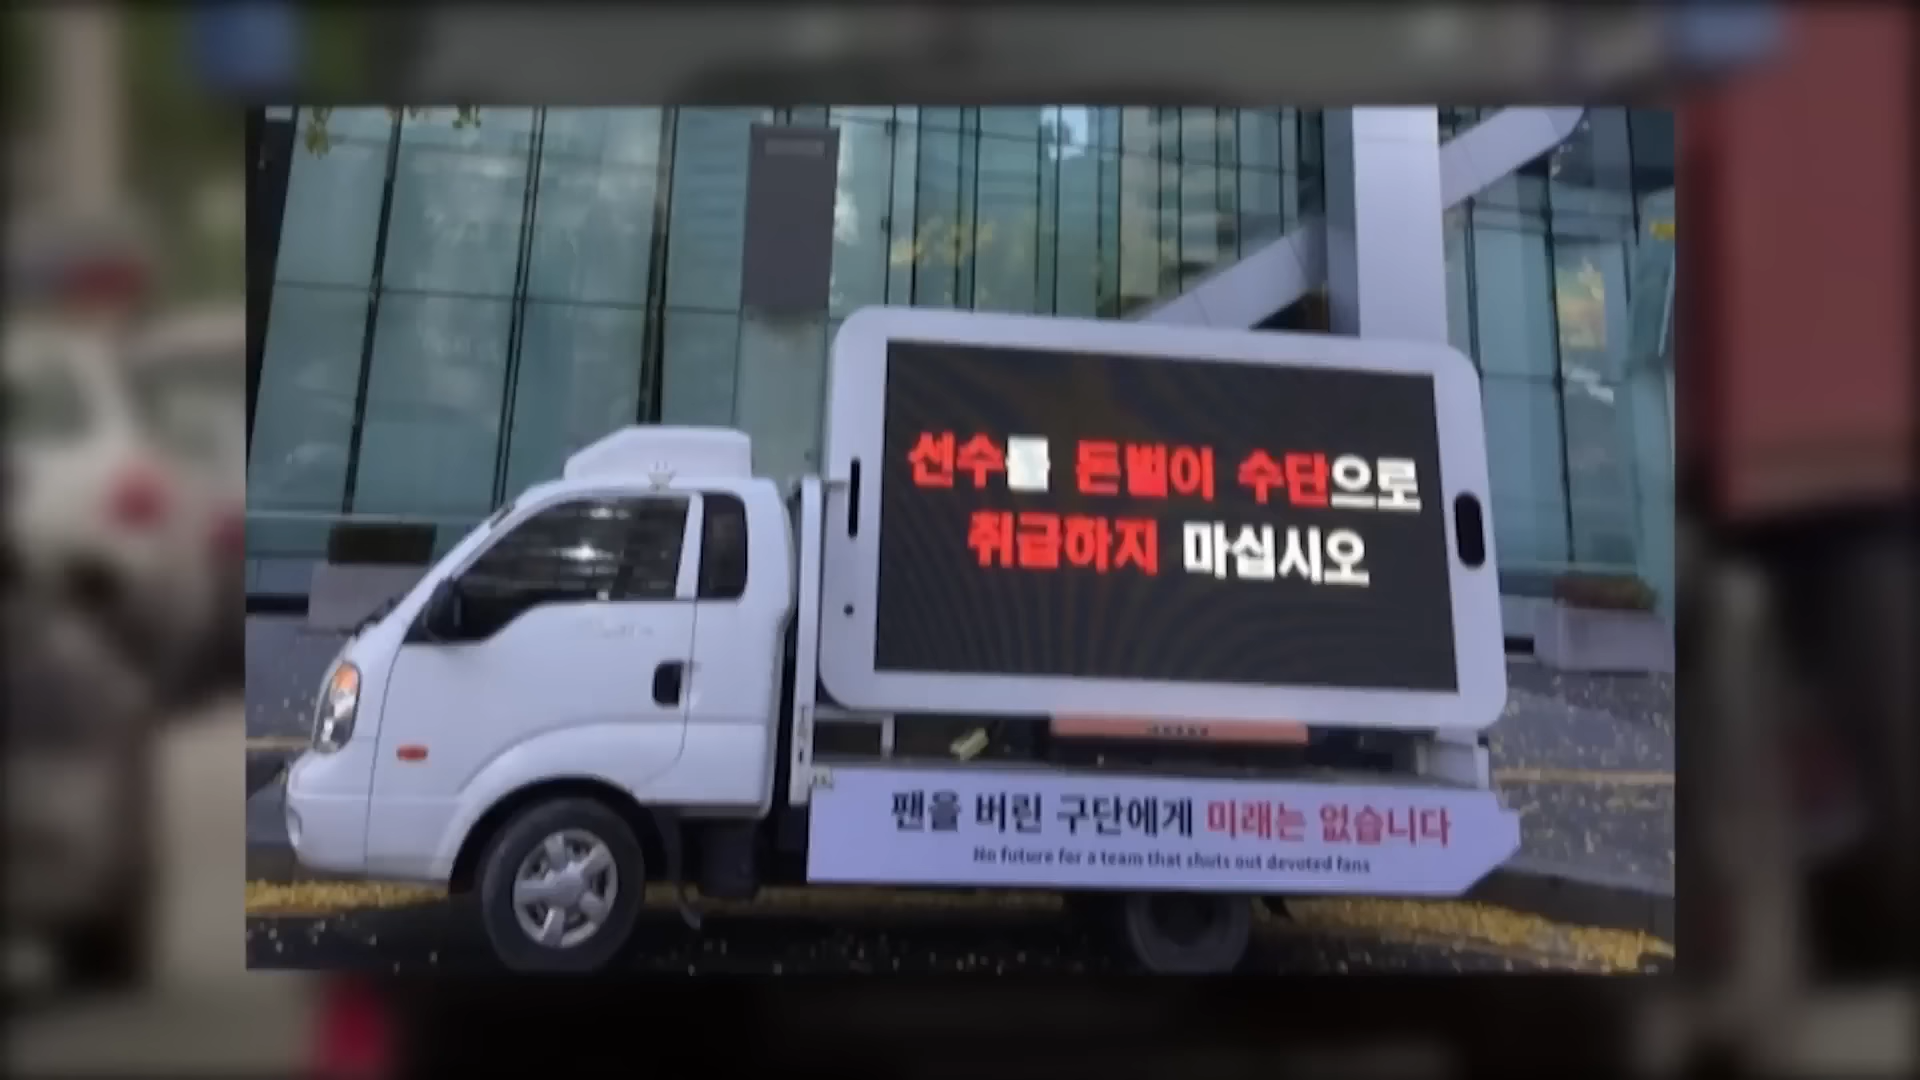 선수를 돈벌이 수단으로
취급하지 마십시오
팬을 버린 구단에게 미래는 없습니다
No future for a team that shuts out devoted fans